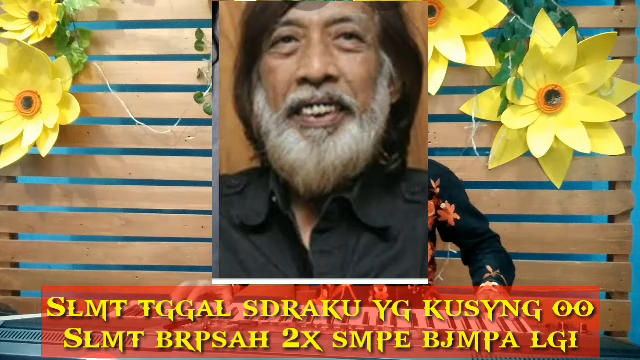 Slmt tggal sdraku yg kusyng oo
Slmt brpsah 2x smpe bjmpa lgi